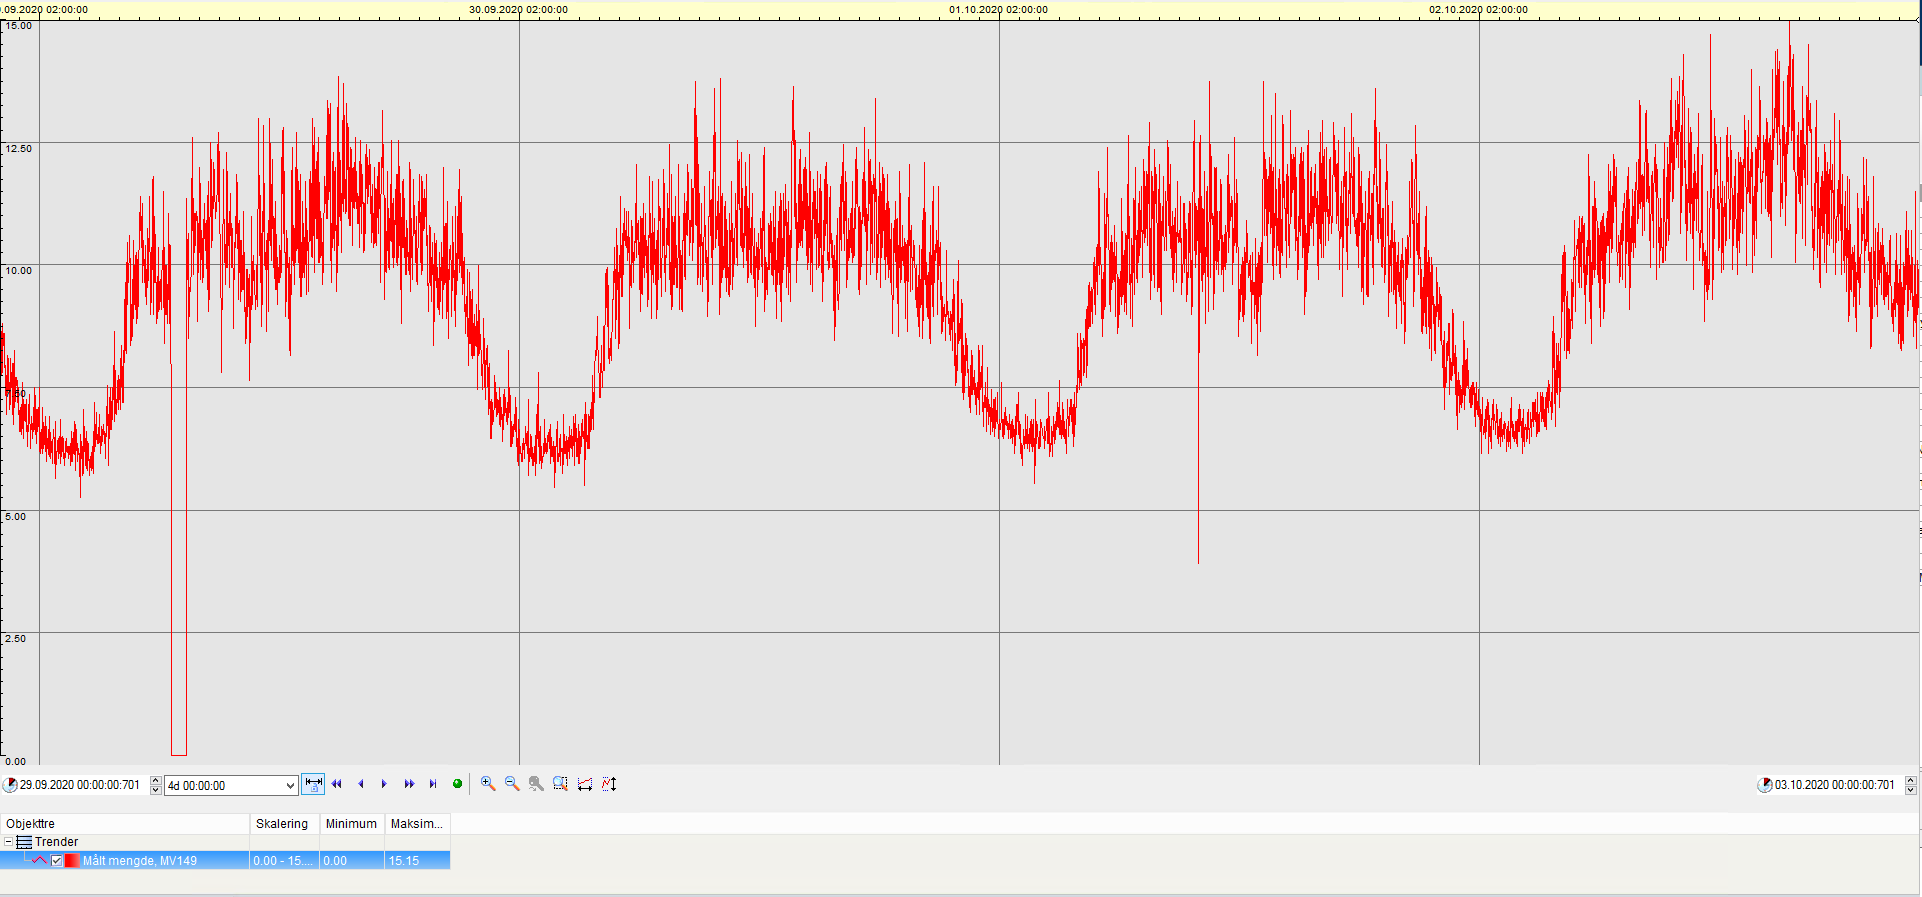 .09.2020 02:00:00 30.09.2020 02:00:00 01.10.2020 02:00:00 02.10.2020 02:00:00
15.00
12.50
10.00
7.50
5.00
2.50
0.00
29.09.2020 00:00:00:701 4d 00:00:00 03.10.2020 00:00:00:701
Objekttre Skalering Minimum Maksim...
Trender
Målt mengde, MV149 0.00 - 15.... 0.00 15.15